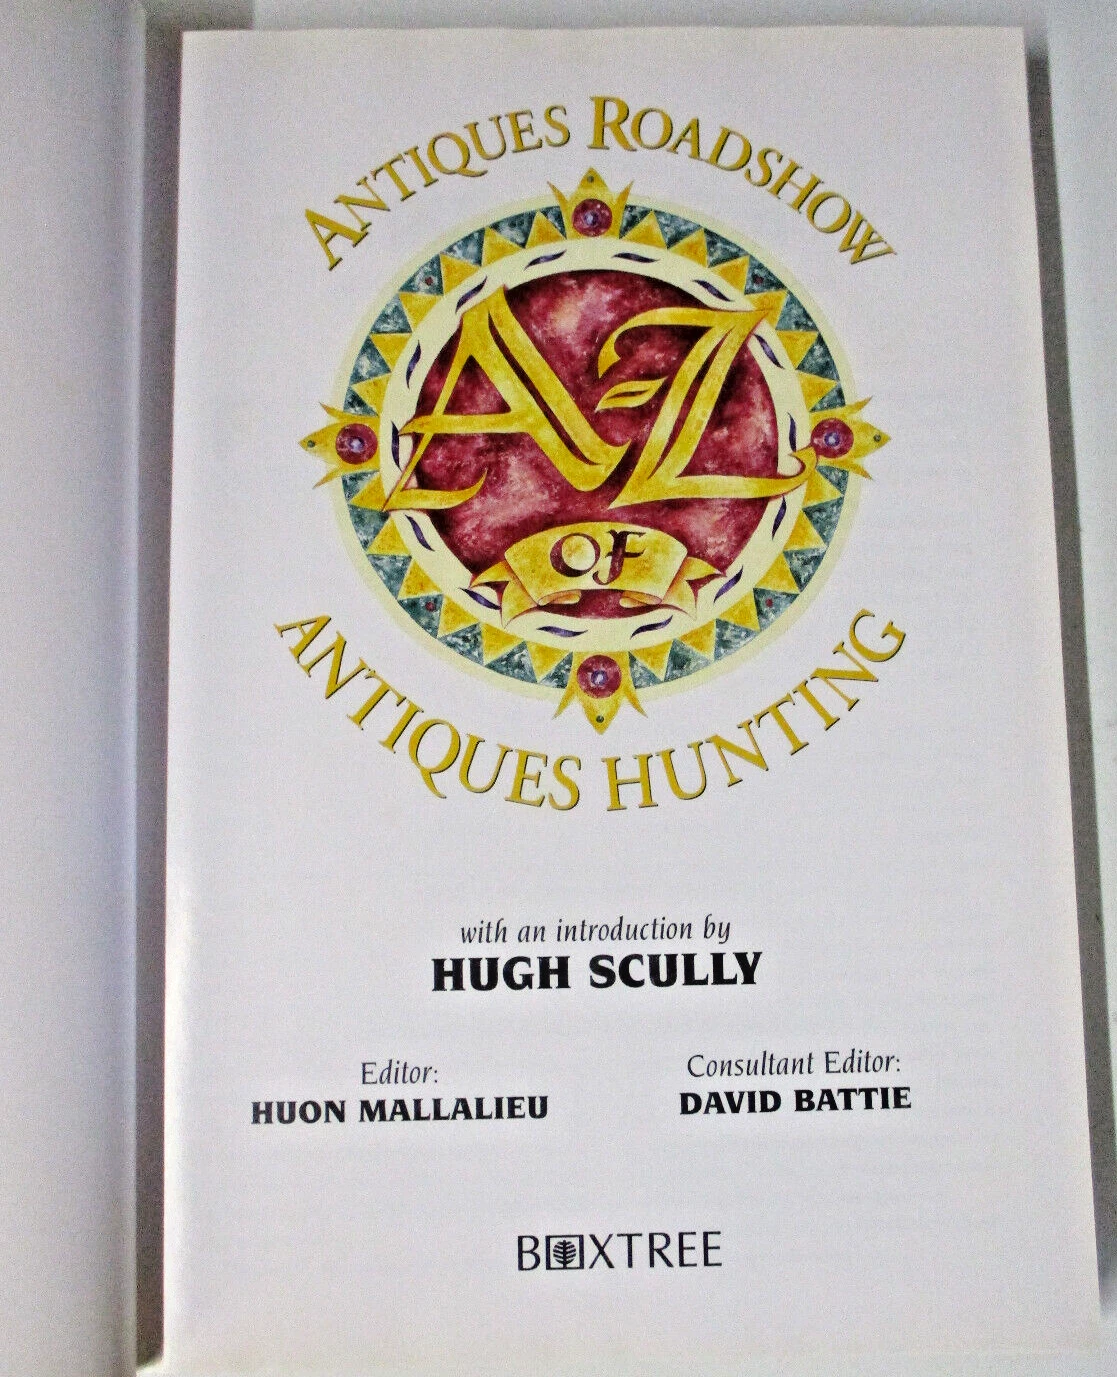 ANTIQUES ROADSHOW
A-Z
OF
ANTIQUES HUNTING
with an introduction by
HUGH SCULLY
Editor:
HUON MALLALIEU
Consultant Editor:
DAVID BATTIE
BOXTREE